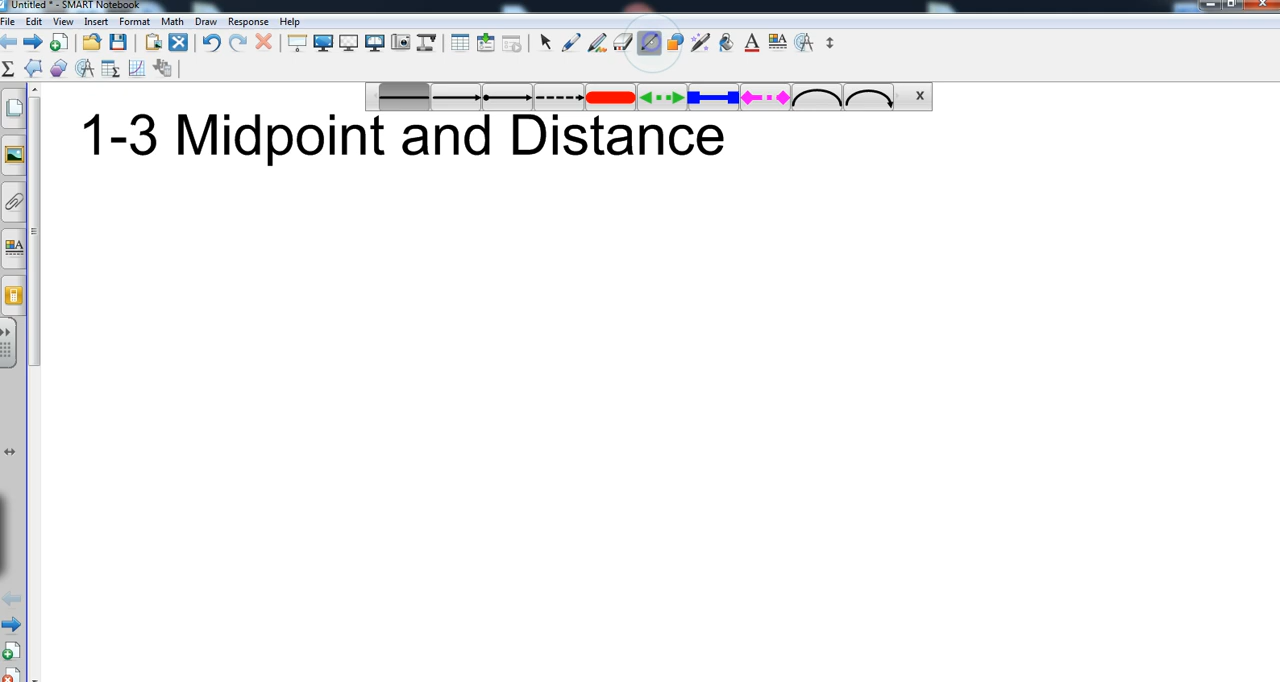 Untitled * - SMART Notebook
File Edit View Insert Format Math Draw Response Help
1-3 Midpoint and Distance